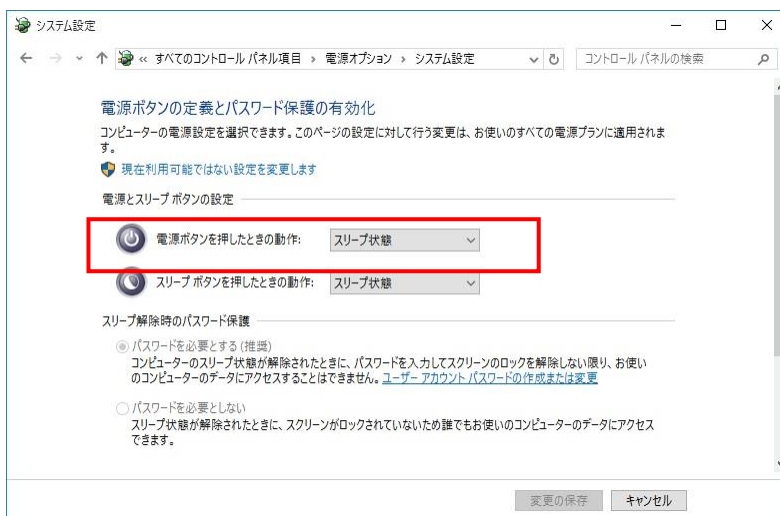 システム設定
« すべてのコントロール パネル項目 › 電源オプション › システム設定
コントロール パネルの検索
電源ボタンの定義とパスワード保護の有効化
コンピューターの電源設定を選択できます。このページの設定に対して行う変更は、お使いのすべての電源プランに適用されま
す。
現在利用可能ではない設定を変更します
電源とスリープ ボタンの設定
電源ボタンを押したときの動作: スリープ状態
スリープ ボタンを押したときの動作: スリープ状態
スリープ解除時のパスワード保護
パスワードを必要とする (推奨)
コンピューターのスリープ状態が解除されたときに、パスワードを入力してスクリーンのロックを解除しない限り、お使い
のコンピューターのデータにアクセスすることはできません。ユーザー アカウント パスワードの作成または変更
パスワードを必要としない
スリープ状態が解除されたときに、スクリーンがロックされていないため誰でもお使いのコンピューターのデータにアクセス
できます。
変更の保存 キャンセル